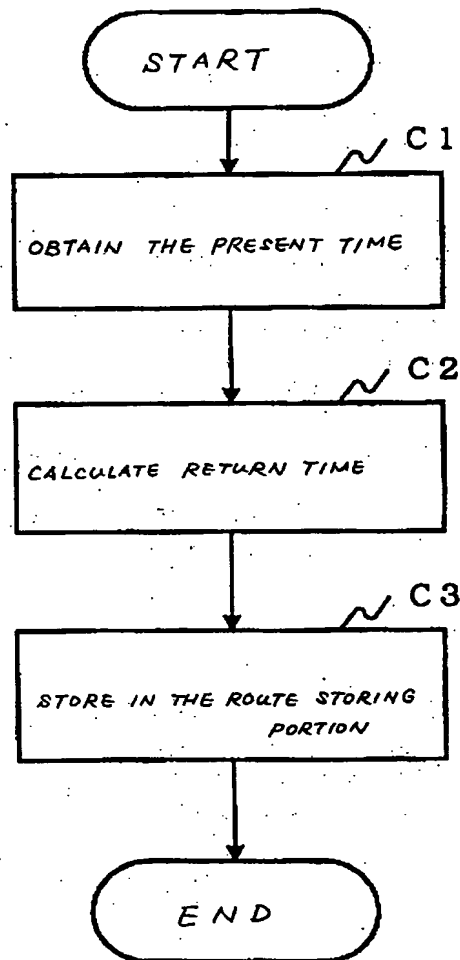 START
C1
OBTAIN THE PRESENT TIME
C2
CALCULATE RETURN TIME
C3
STORE IN THE ROUTE STORING
PORTION
END